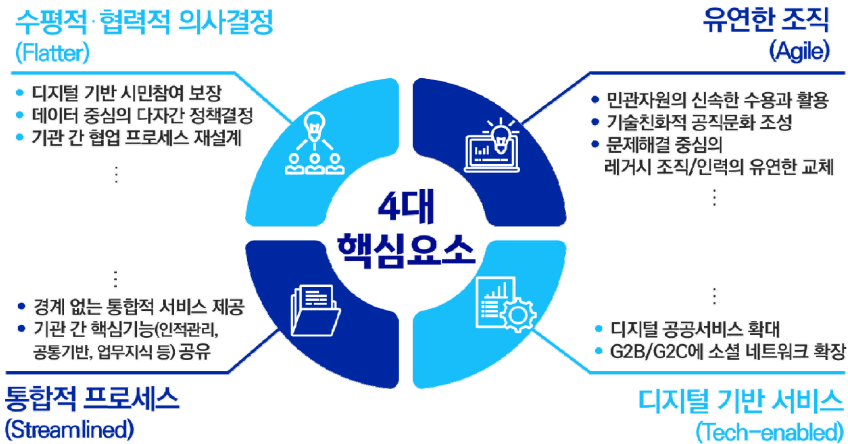 수평적·협력적 의사결정
(Flatter)
• 디지털 기반 시민참여 보장
• 데이터 중심의 다자간 정책결정
• 기관 간 협업 프로세스 재설계
⋮
유연한 조직
(Agile)
• 민관자원의 신속한 수용과 활용
• 기술친화적 공직문화 조성
• 문제해결 중심의
레거시 조직/인력의 유연한 교체
⋮
4대
핵심요소
⋮
• 경계 없는 통합적 서비스 제공
• 기관 간 핵심기능(인적관리,
공통기반, 업무지식 등) 공유
통합적 프로세스
(Streamlined)
⋮
• 디지털 공공서비스 확대
• G2B/G2C에 소셜 네트워크 확장
디지털 기반 서비스
(Tech-enabled)